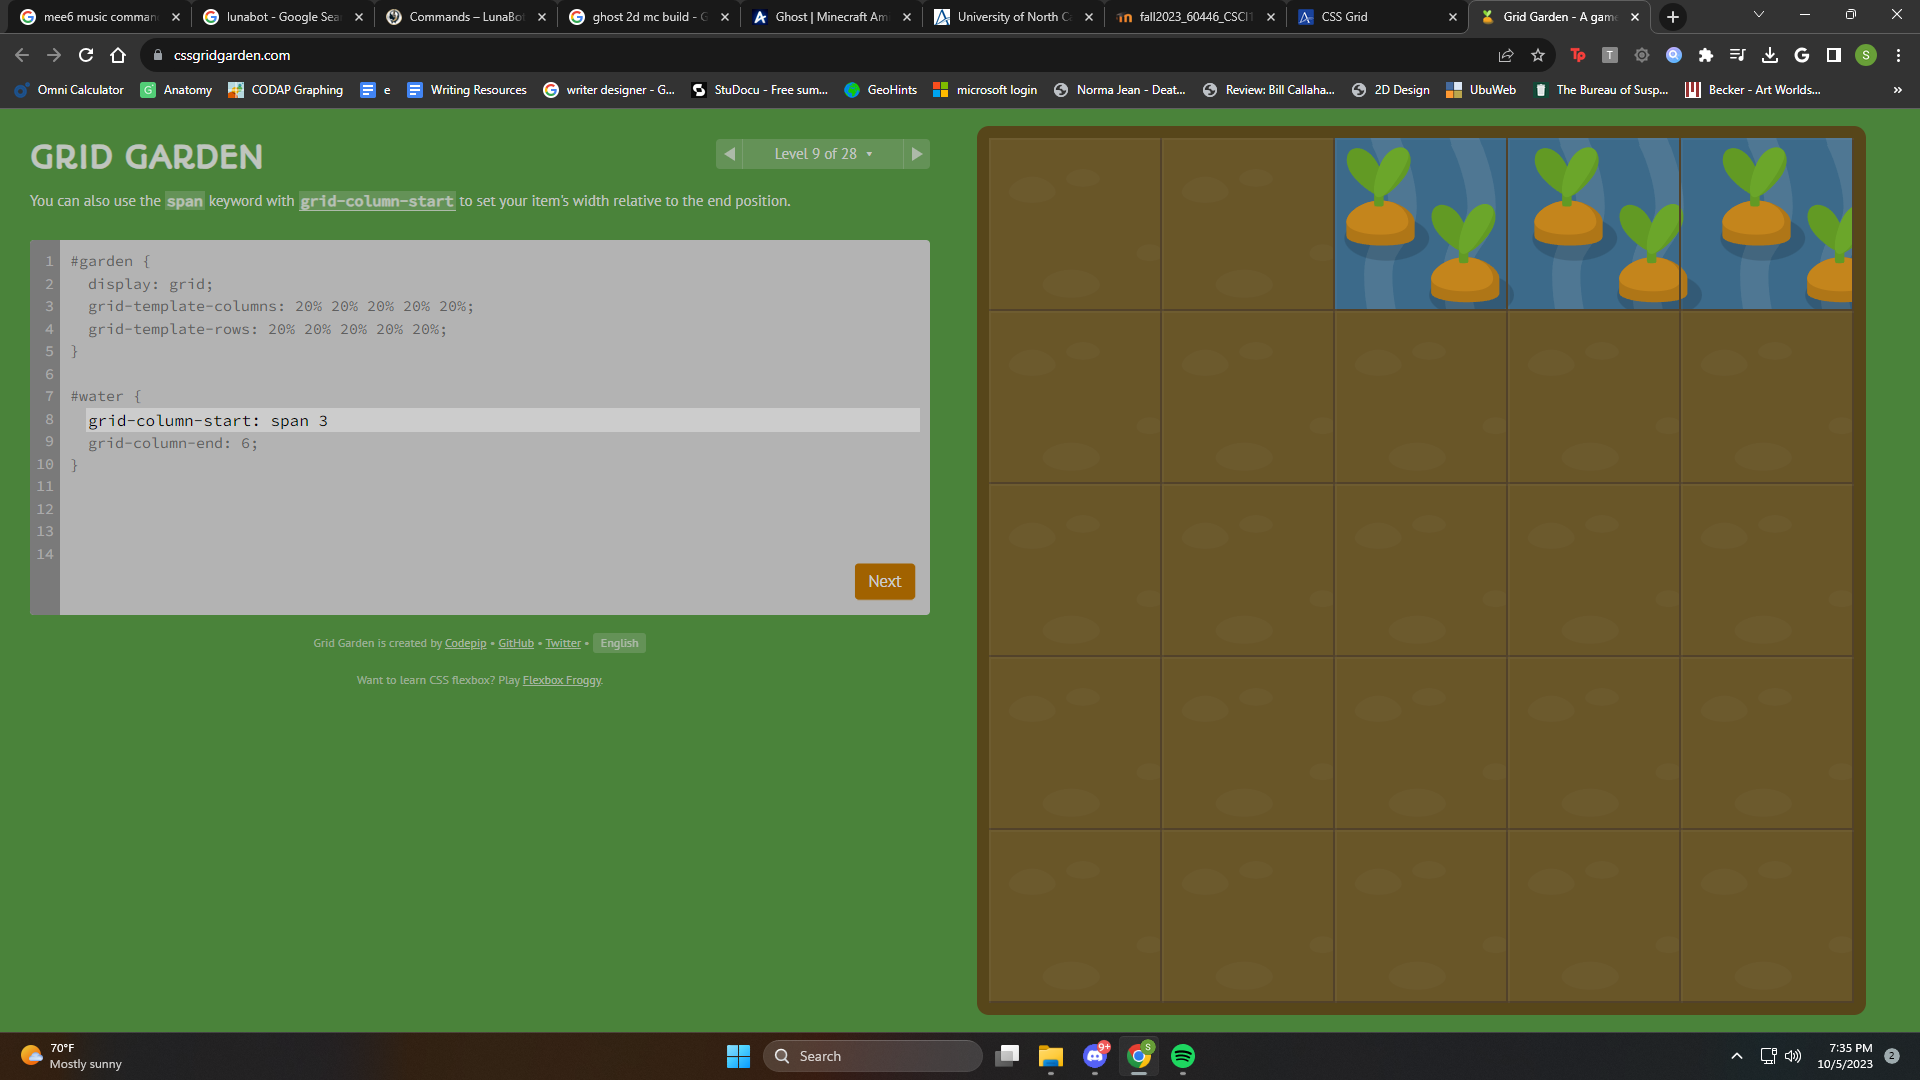 mee6 music comman
lunabot - Google Sea
Commands – LunaBot
ghost 2d mc build - G
Ghost | Minecraft Am
University of North Ca
fall2023_60446_CSCI1
CSS Grid
Grid Garden - A game
cssgridgarden.com
Omni Calculator
Anatomy
CODAP Graphing
e
Writing Resources
writer designer - G...
StuDocu - Free sum...
GeoHints
microsoft login
Norma Jean - Deat...
Review: Bill Callaha...
2D Design
UbuWeb
The Bureau of Susp...
Becker - Art Worlds...
»
GRID GARDEN
Level 9 of 28
You can also use the span keyword with grid-column-start to set your item's width relative to the end position.
1 #garden {
2 display: grid;
3 grid-template-columns: 20% 20% 20% 20% 20%;
4 grid-template-rows: 20% 20% 20% 20% 20%;
5 }
6
7 #water {
8 grid-column-start: span 3
9 grid-column-end: 6;
10 }
11
12
13
14
Next
Grid Garden is created by Codepip • GitHub • Twitter • English
Want to learn CSS flexbox? Play Flexbox Froggy.
70°F
Mostly sunny
Search
9+
S
7:35 PM
10/5/2023
2